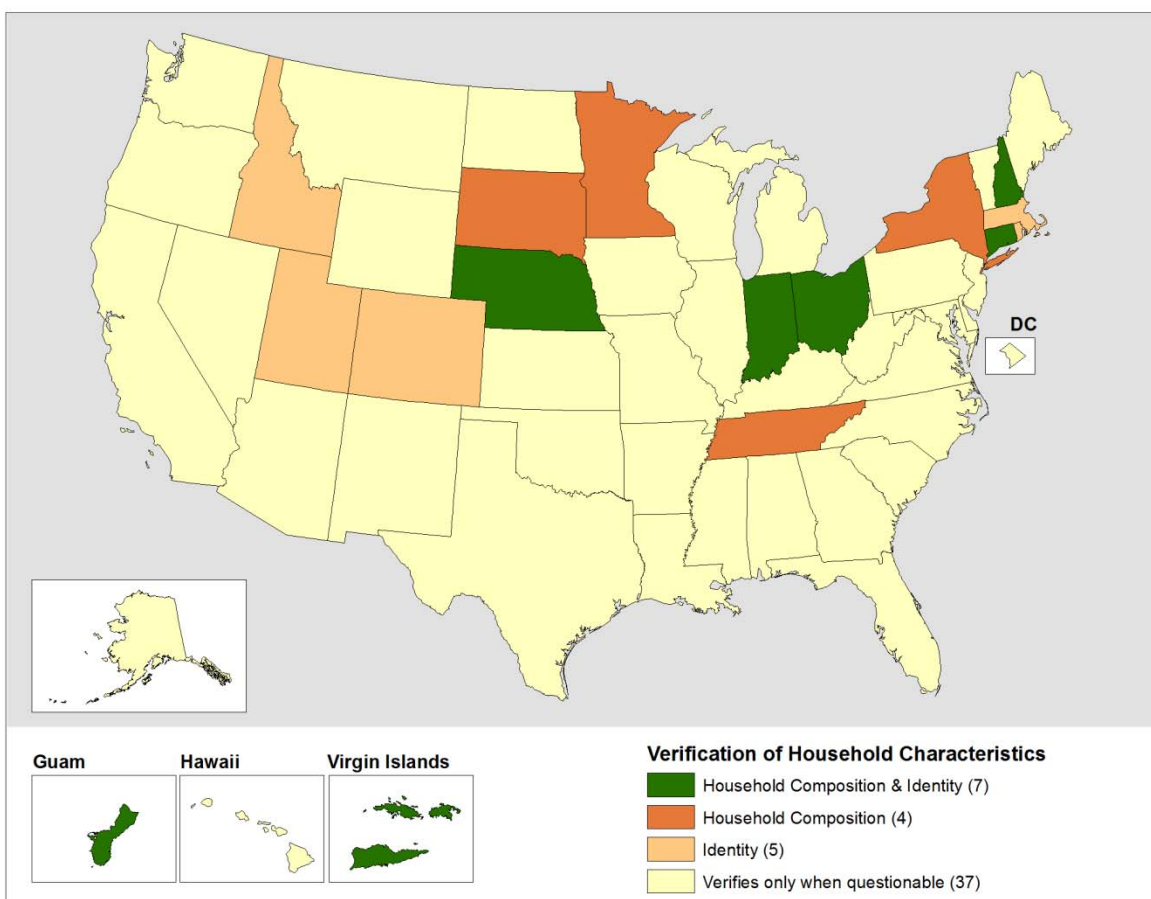 DC
Guam
Hawaii
Virgin Islands
Verification of Household Characteristics
Household Composition & Identity (7)
Household Composition (4)
Identity (5)
Verifies only when questionable (37)